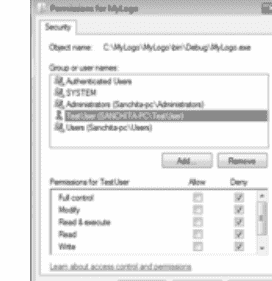 Permissions for MyLogo
Security
Object name: C:\MyLogo\MyLogo\bin\Debug\MyLogo.exe
Group or user names:
Authenticated Users
SYSTEM
Administrators (Sanchita-pc\Administrators)
TestUser (SANCHITA-PC\TestUser)
Users (Sanchita-pc\Users)
Add... Remove
Permissions for TestUser Allow Deny
Full control
Modify
Read & execute
Read
Write
Learn about access control and permissions